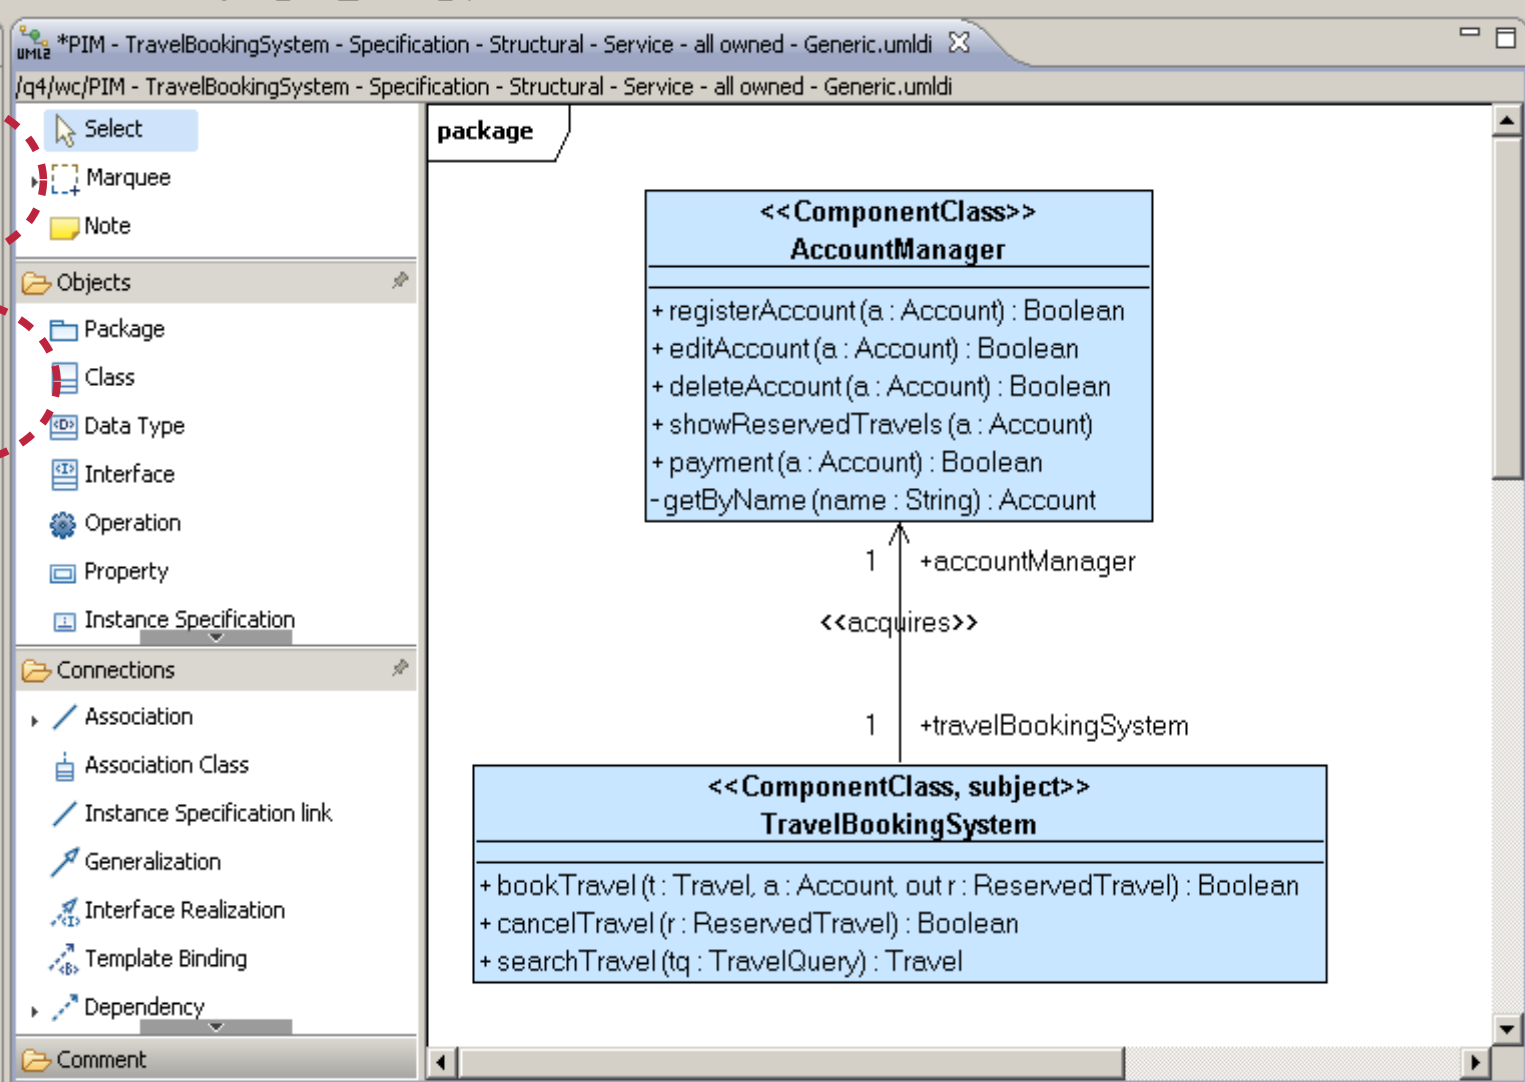 *PIM - TravelBookingSystem - Specification - Structural - Service - all owned - Generic.umldi
UML2
/q4/wc/PIM - TravelBookingSystem - Specification - Structural - Service - all owned - Generic.umldi
Select
Marquee
Note
Objects
Package
Class
Data Type
Interface
Operation
Property
Instance Specification
Connections
Association
Association Class
Instance Specification link
Generalization
Interface Realization
Template Binding
Dependency
Comment
package
<<ComponentClass>>
AccountManager
+ registerAccount (a : Account) : Boolean
+ editAccount (a : Account) : Boolean
+ deleteAccount (a : Account) : Boolean
+ showReservedTravels (a : Account)
+ payment (a : Account) : Boolean
- getByName (name : String) : Account
1 +accountManager
<<acquires>>
1 +travelBookingSystem
<<ComponentClass, subject>>
TravelBookingSystem
+ bookTravel (t : Travel, a : Account, out r : ReservedTravel) : Boolean
+ cancelTravel (r : ReservedTravel) : Boolean
+ searchTravel (tq : TravelQuery) : Travel